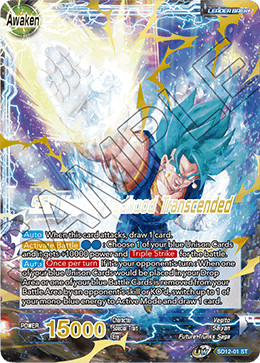 LEADER BACK
Awaken
Transcended
Auto When this card attacks, draw 1 card.
Activate Battle : Choose 1 of your blue Unison Cards
and it gets +10000 power and Triple Strike for the battle.
Auto Once per turn If it's your opponent's turn: When one
of your blue Unison Cards would be placed in your Drop
Area or one of your blue Battle Cards is removed from your
Battle Area by an opponent's skill or KO-ed, switch up to 1 of
your mono-blue energy to Active Mode and draw 1 card.
POWER 15000
Character Vegito
Special Trait Saiyan
Era Future Trunks Saga
SD12-01 ST